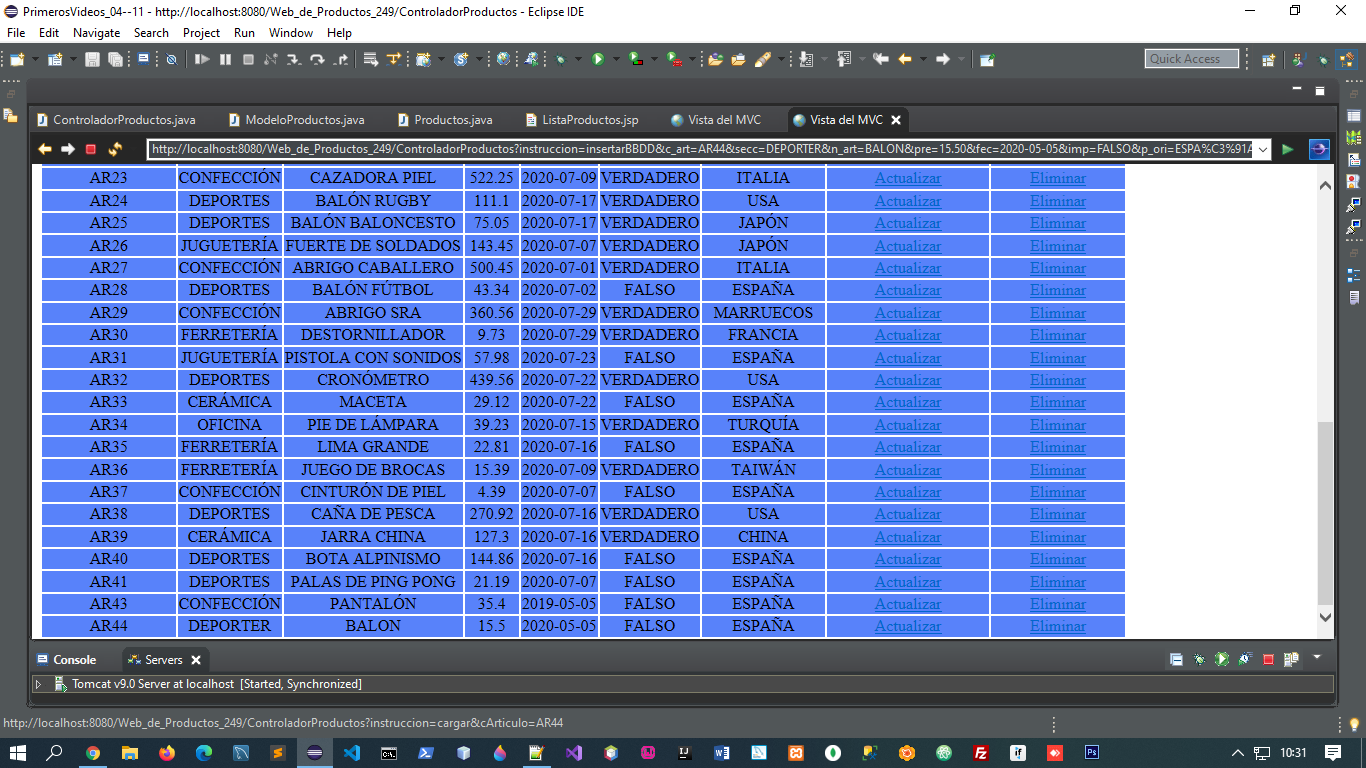 PrimerosVideos_04--11 - http://localhost:8080/Web_de_Productos_249/ControladorProductos - Eclipse IDE
File Edit Navigate Search Project Run Window Help
Quick Access
ControladorProductos.java ModeloProductos.java Productos.java ListaProductos.jsp Vista del MVC Vista del MVC
http://localhost:8080/Web_de_Productos_249/ControladorProductos?instruccion=insertarBBDD&c_art=AR44&secc=DEPORTER&n_art=BALON&pre=15.50&fec=2020-05-05&imp=FALSO&p_ori=ESPA%C3%91A
AR23 CONFECCIÓN CAZADORA PIEL 522.25 2020-07-09 VERDADERO ITALIA Actualizar Eliminar
AR24 DEPORTES BALÓN RUGBY 111.1 2020-07-17 VERDADERO USA Actualizar Eliminar
AR25 DEPORTES BALÓN BALONCESTO 75.05 2020-07-17 VERDADERO JAPÓN Actualizar Eliminar
AR26 JUGUETERÍA FUERTE DE SOLDADOS 143.45 2020-07-07 VERDADERO JAPÓN Actualizar Eliminar
AR27 CONFECCIÓN ABRIGO CABALLERO 500.45 2020-07-01 VERDADERO ITALIA Actualizar Eliminar
AR28 DEPORTES BALÓN FÚTBOL 43.34 2020-07-02 FALSO ESPAÑA Actualizar Eliminar
AR29 CONFECCIÓN ABRIGO SRA 360.56 2020-07-29 VERDADERO MARRUECOS Actualizar Eliminar
AR30 FERRETERÍA DESTORNILLADOR 9.73 2020-07-29 VERDADERO FRANCIA Actualizar Eliminar
AR31 JUGUETERÍA PISTOLA CON SONIDOS 57.98 2020-07-23 FALSO ESPAÑA Actualizar Eliminar
AR32 DEPORTES CRONÓMETRO 439.56 2020-07-22 VERDADERO USA Actualizar Eliminar
AR33 CERÁMICA MACETA 29.12 2020-07-22 FALSO ESPAÑA Actualizar Eliminar
AR34 OFICINA PIE DE LÁMPARA 39.23 2020-07-15 VERDADERO TURQUÍA Actualizar Eliminar
AR35 FERRETERÍA LIMA GRANDE 22.81 2020-07-16 FALSO ESPAÑA Actualizar Eliminar
AR36 FERRETERÍA JUEGO DE BROCAS 15.39 2020-07-09 VERDADERO TAIWÁN Actualizar Eliminar
AR37 CONFECCIÓN CINTURÓN DE PIEL 4.39 2020-07-07 FALSO ESPAÑA Actualizar Eliminar
AR38 DEPORTES CAÑA DE PESCA 270.92 2020-07-16 VERDADERO USA Actualizar Eliminar
AR39 CERÁMICA JARRA CHINA 127.3 2020-07-16 VERDADERO CHINA Actualizar Eliminar
AR40 DEPORTES BOTA ALPINISMO 144.86 2020-07-16 FALSO ESPAÑA Actualizar Eliminar
AR41 DEPORTES PALAS DE PING PONG 21.19 2020-07-07 FALSO ESPAÑA Actualizar Eliminar
AR43 CONFECCIÓN PANTALÓN 35.4 2019-05-05 FALSO ESPAÑA Actualizar Eliminar
AR44 DEPORTER BALON 15.5 2020-05-05 FALSO ESPAÑA Actualizar Eliminar
Console Servers
Tomcat v9.0 Server at localhost [Started, Synchronized]
http://localhost:8080/Web_de_Productos_249/ControladorProductos?instruccion=cargar&cArticulo=AR44
10:31